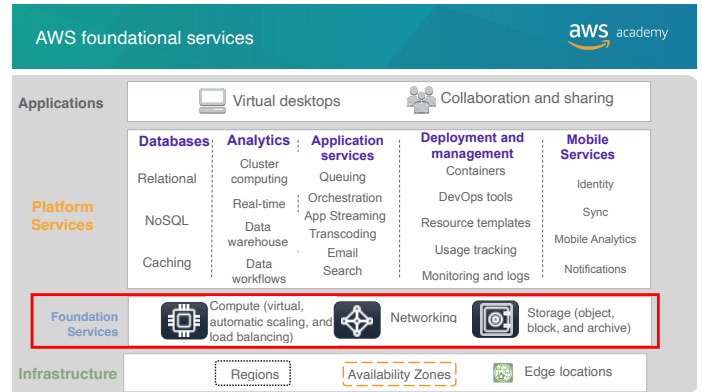 AWS foundational services
aws academy
Applications
Virtual desktops
Collaboration and sharing
Platform
Services
Databases
Relational
NoSQL
Caching
Analytics
Cluster
computing
Real-time
Data
warehouse
Data
workflows
Application
services
Queuing
Orchestration
App Streaming
Transcoding
Email
Search
Deployment and
management
Containers
DevOps tools
Resource templates
Usage tracking
Monitoring and logs
Mobile
Services
Identity
Sync
Mobile Analytics
Notifications
Foundation
Services
Compute (virtual,
automatic scaling, and
load balancing)
Networking
Storage (object,
block, and archive)
Infrastructure
Regions
Availability Zones
Edge locations